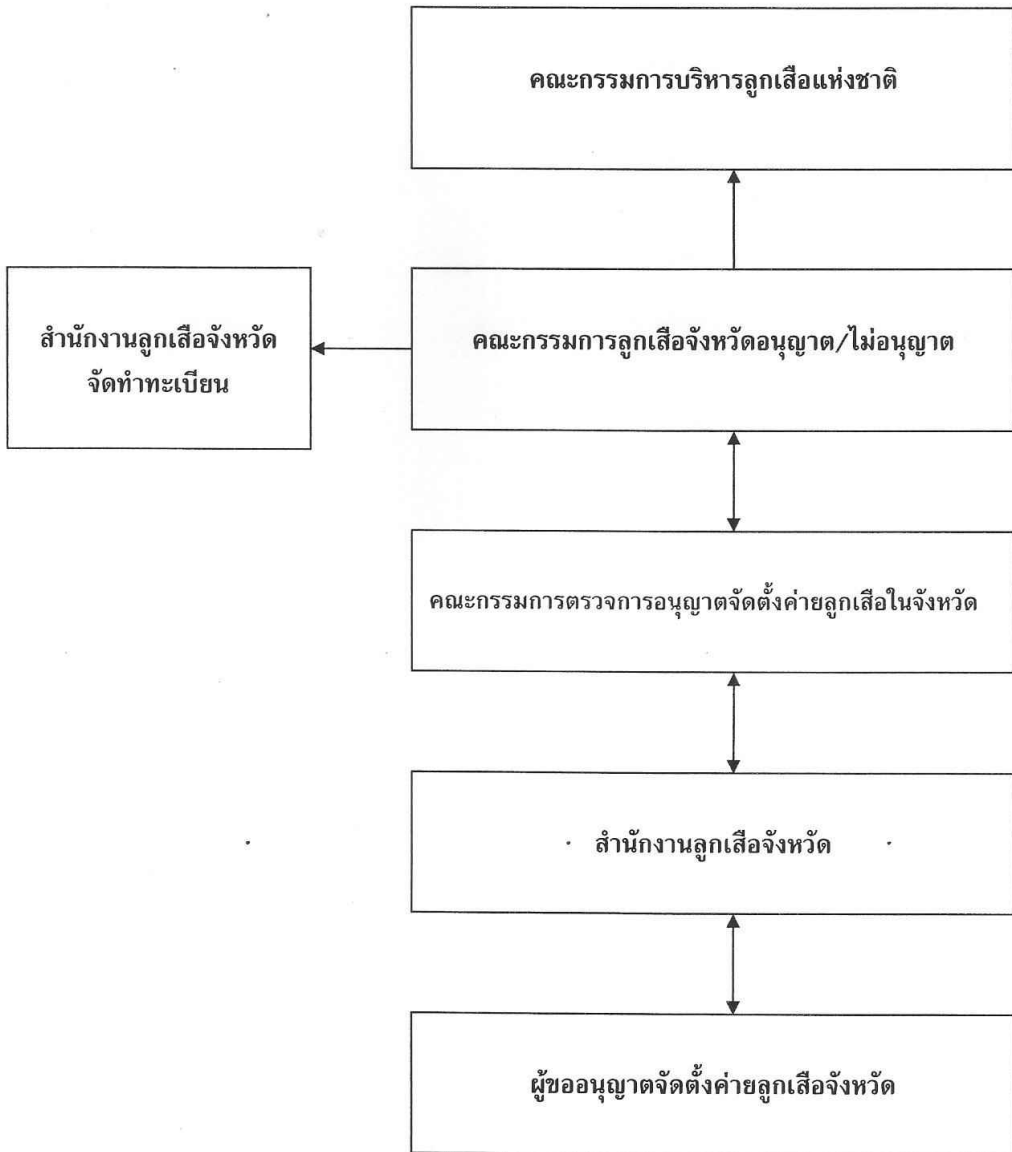 คณะกรรมการบริหารลูกเสือแห่งชาติ
สำนักงานลูกเสือจังหวัด
จัดทำทะเบียน
คณะกรรมการลูกเสือจังหวัดอนุญาต/ไม่อนุญาต
คณะกรรมการตรวจการอนุญาตจัดตั้งค่ายลูกเสือในจังหวัด
สำนักงานลูกเสือจังหวัด
ผู้ขออนุญาตจัดตั้งค่ายลูกเสือจังหวัด